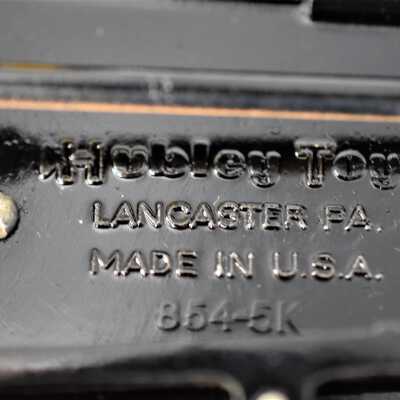 Hubley Toy
LANCASTER PA.
MADE IN U.S.A.
854-5K